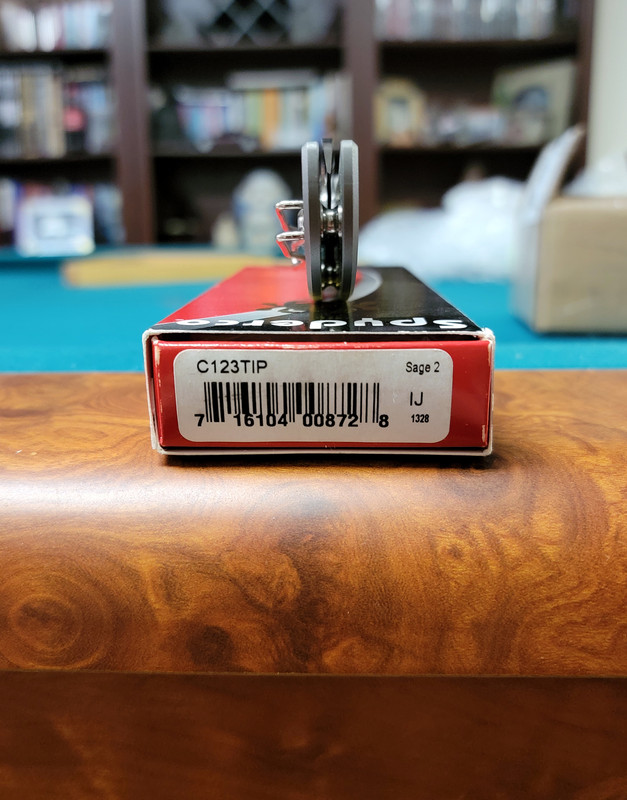 Spyderco
C123TIP Sage 2
IJ
7 16104 00872 8 1328